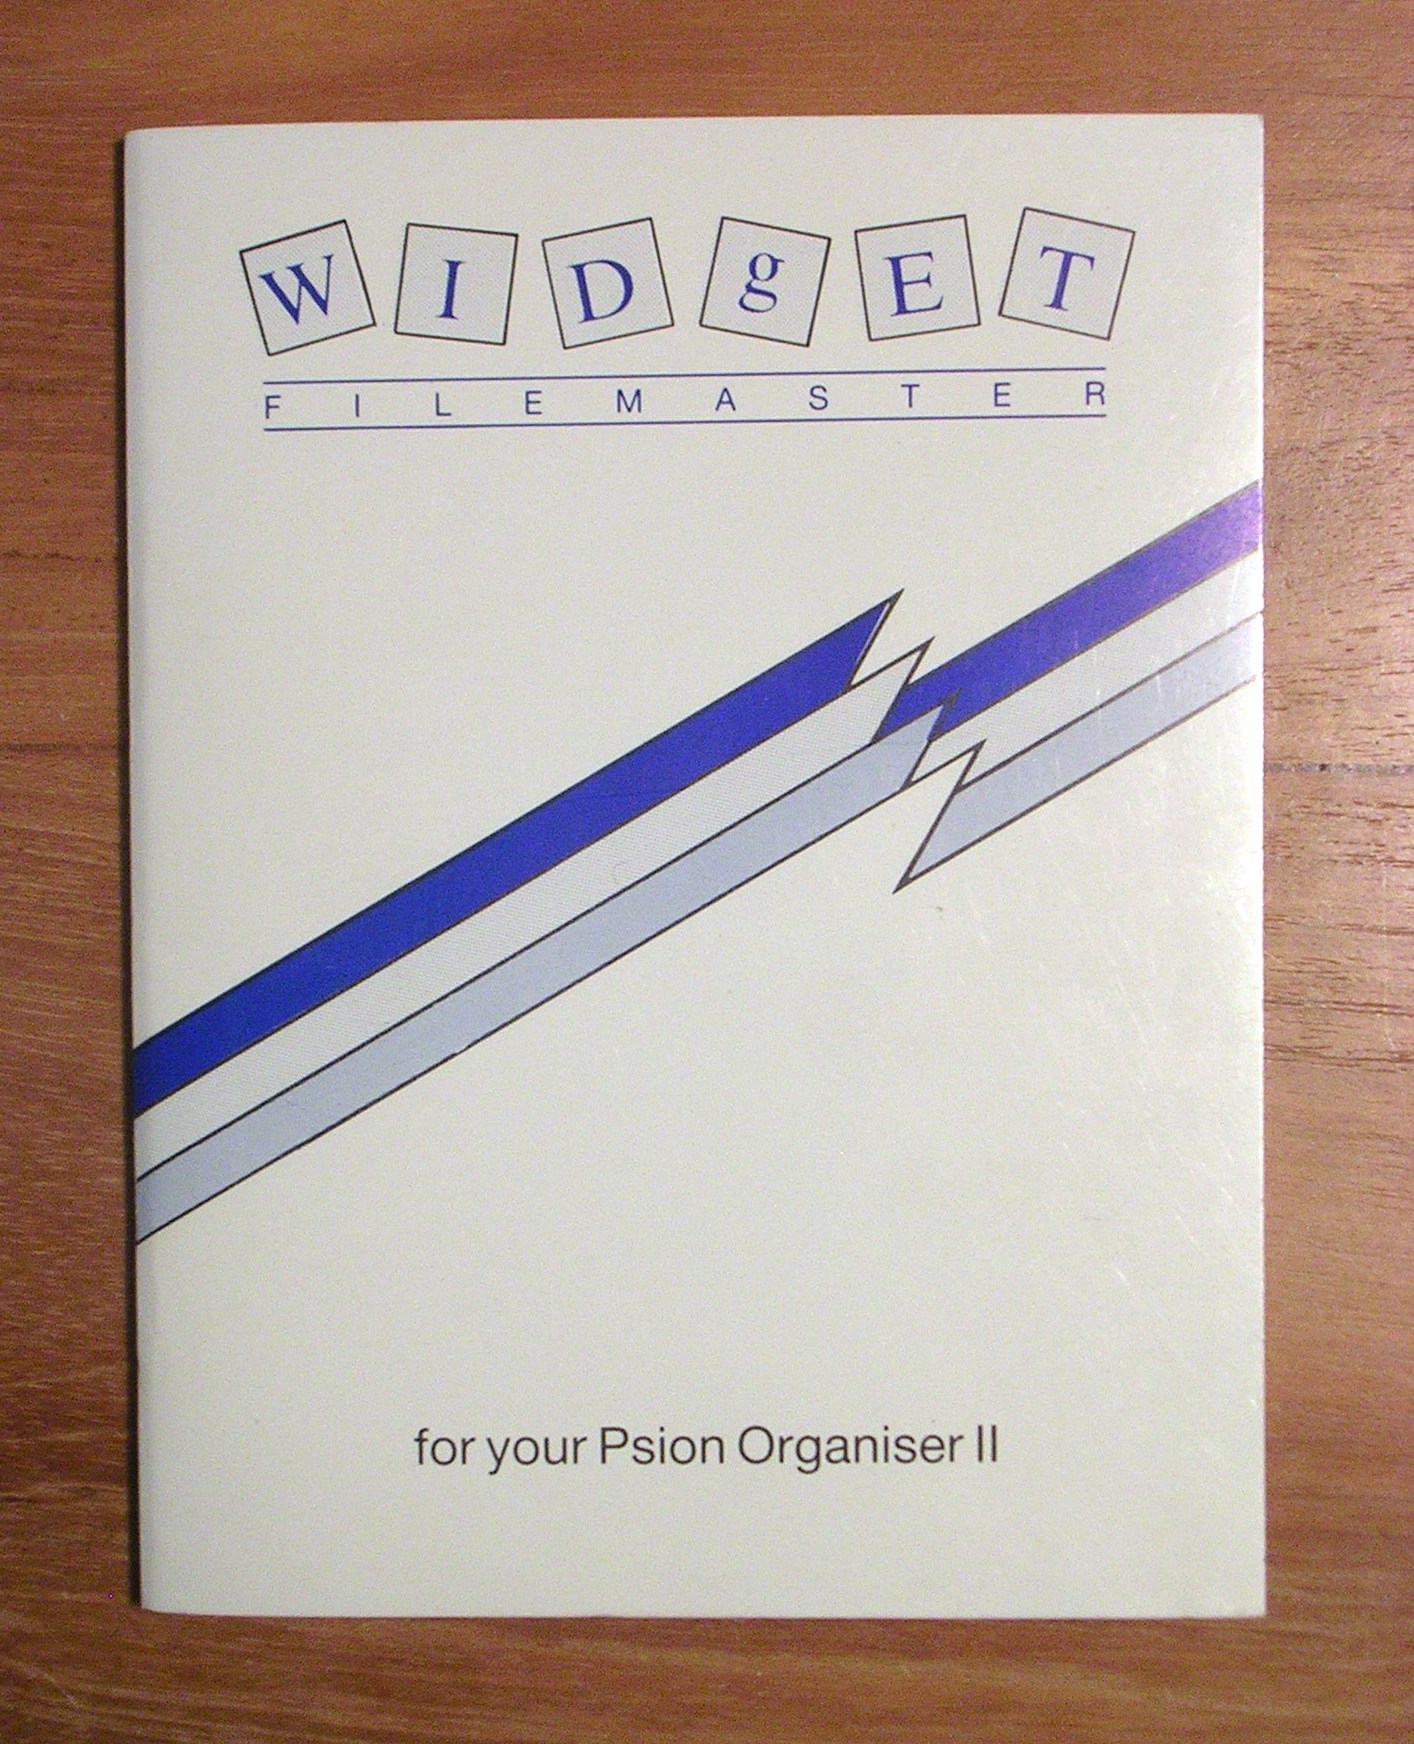 WIDgET
FILEMASTER
for your Psion Organiser II